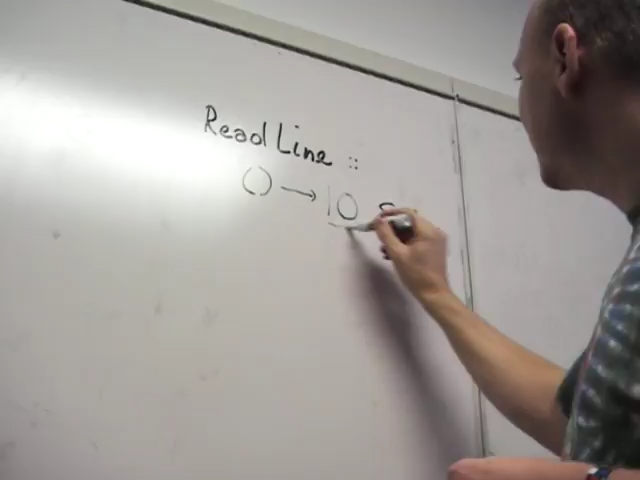 ReadLine ::
() → IO S